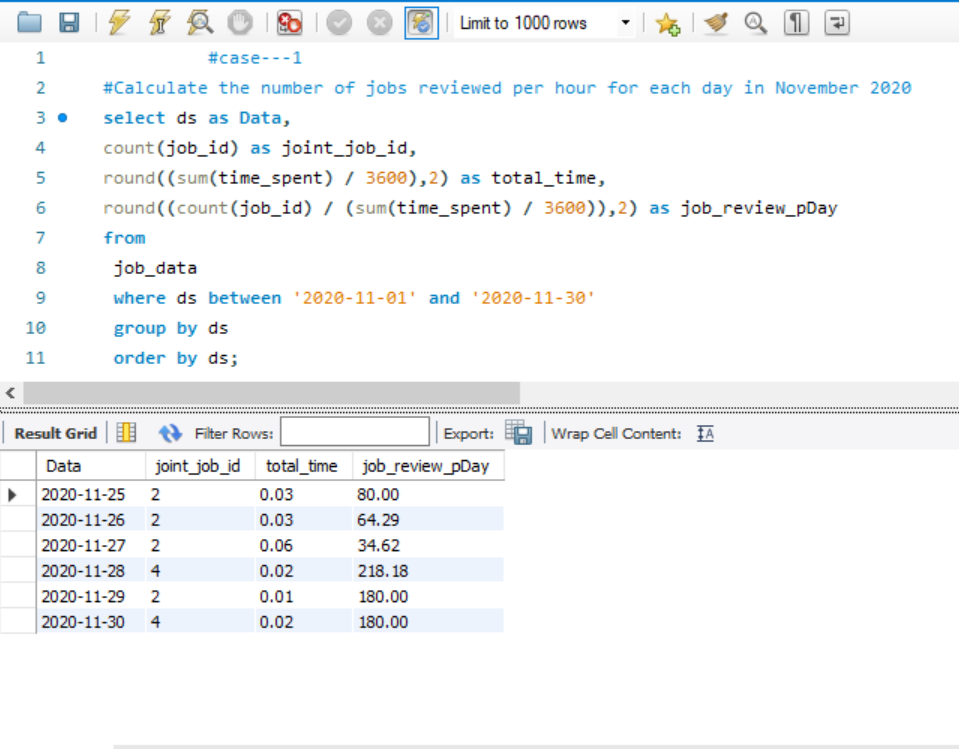 Limit to 1000 rows
1 #case---1
2 #Calculate the number of jobs reviewed per hour for each day in November 2020
3 select ds as Data,
4 count(job_id) as joint_job_id,
5 round((sum(time_spent) / 3600),2) as total_time,
6 round((count(job_id) / (sum(time_spent) / 3600)),2) as job_review_pDay
7 from
8 job_data
9 where ds between '2020-11-01' and '2020-11-30'
10 group by ds
11 order by ds;
Result Grid Filter Rows: Export: Wrap Cell Content: IA
Data joint_job_id total_time job_review_pDay
2020-11-25 2 0.03 80.00
2020-11-26 2 0.03 64.29
2020-11-27 2 0.06 34.62
2020-11-28 4 0.02 218.18
2020-11-29 2 0.01 180.00
2020-11-30 4 0.02 180.00